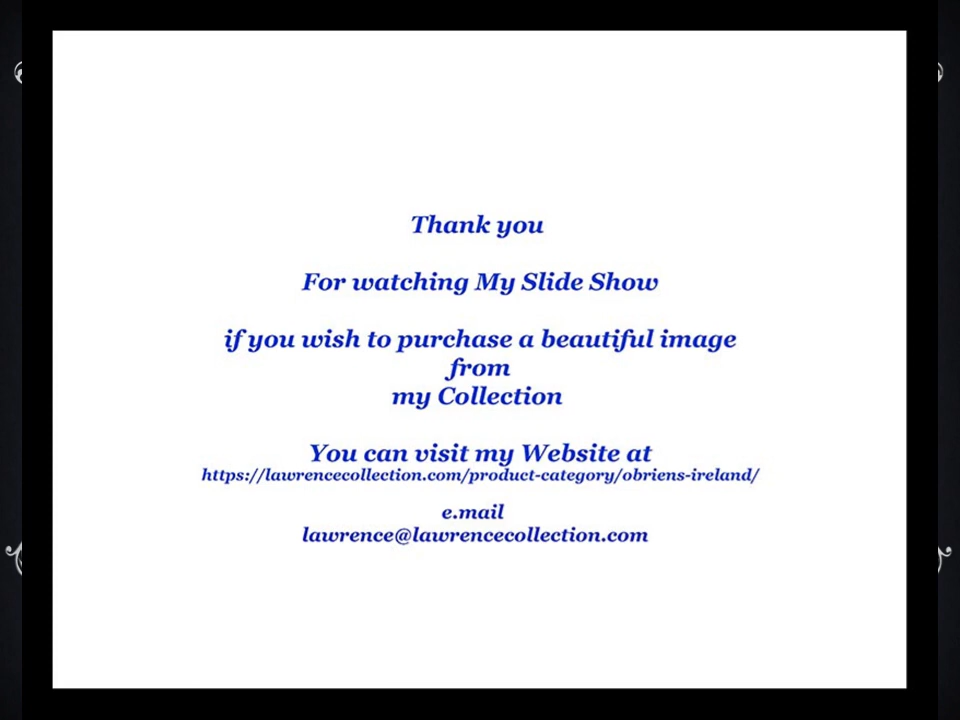 Thank you
For watching My Slide Show
if you wish to purchase a beautiful image
from
my Collection
You can visit my Website at
https://lawrencecollection.com/product-category/obriens-ireland/
e.mail
lawrence@lawrencecollection.com